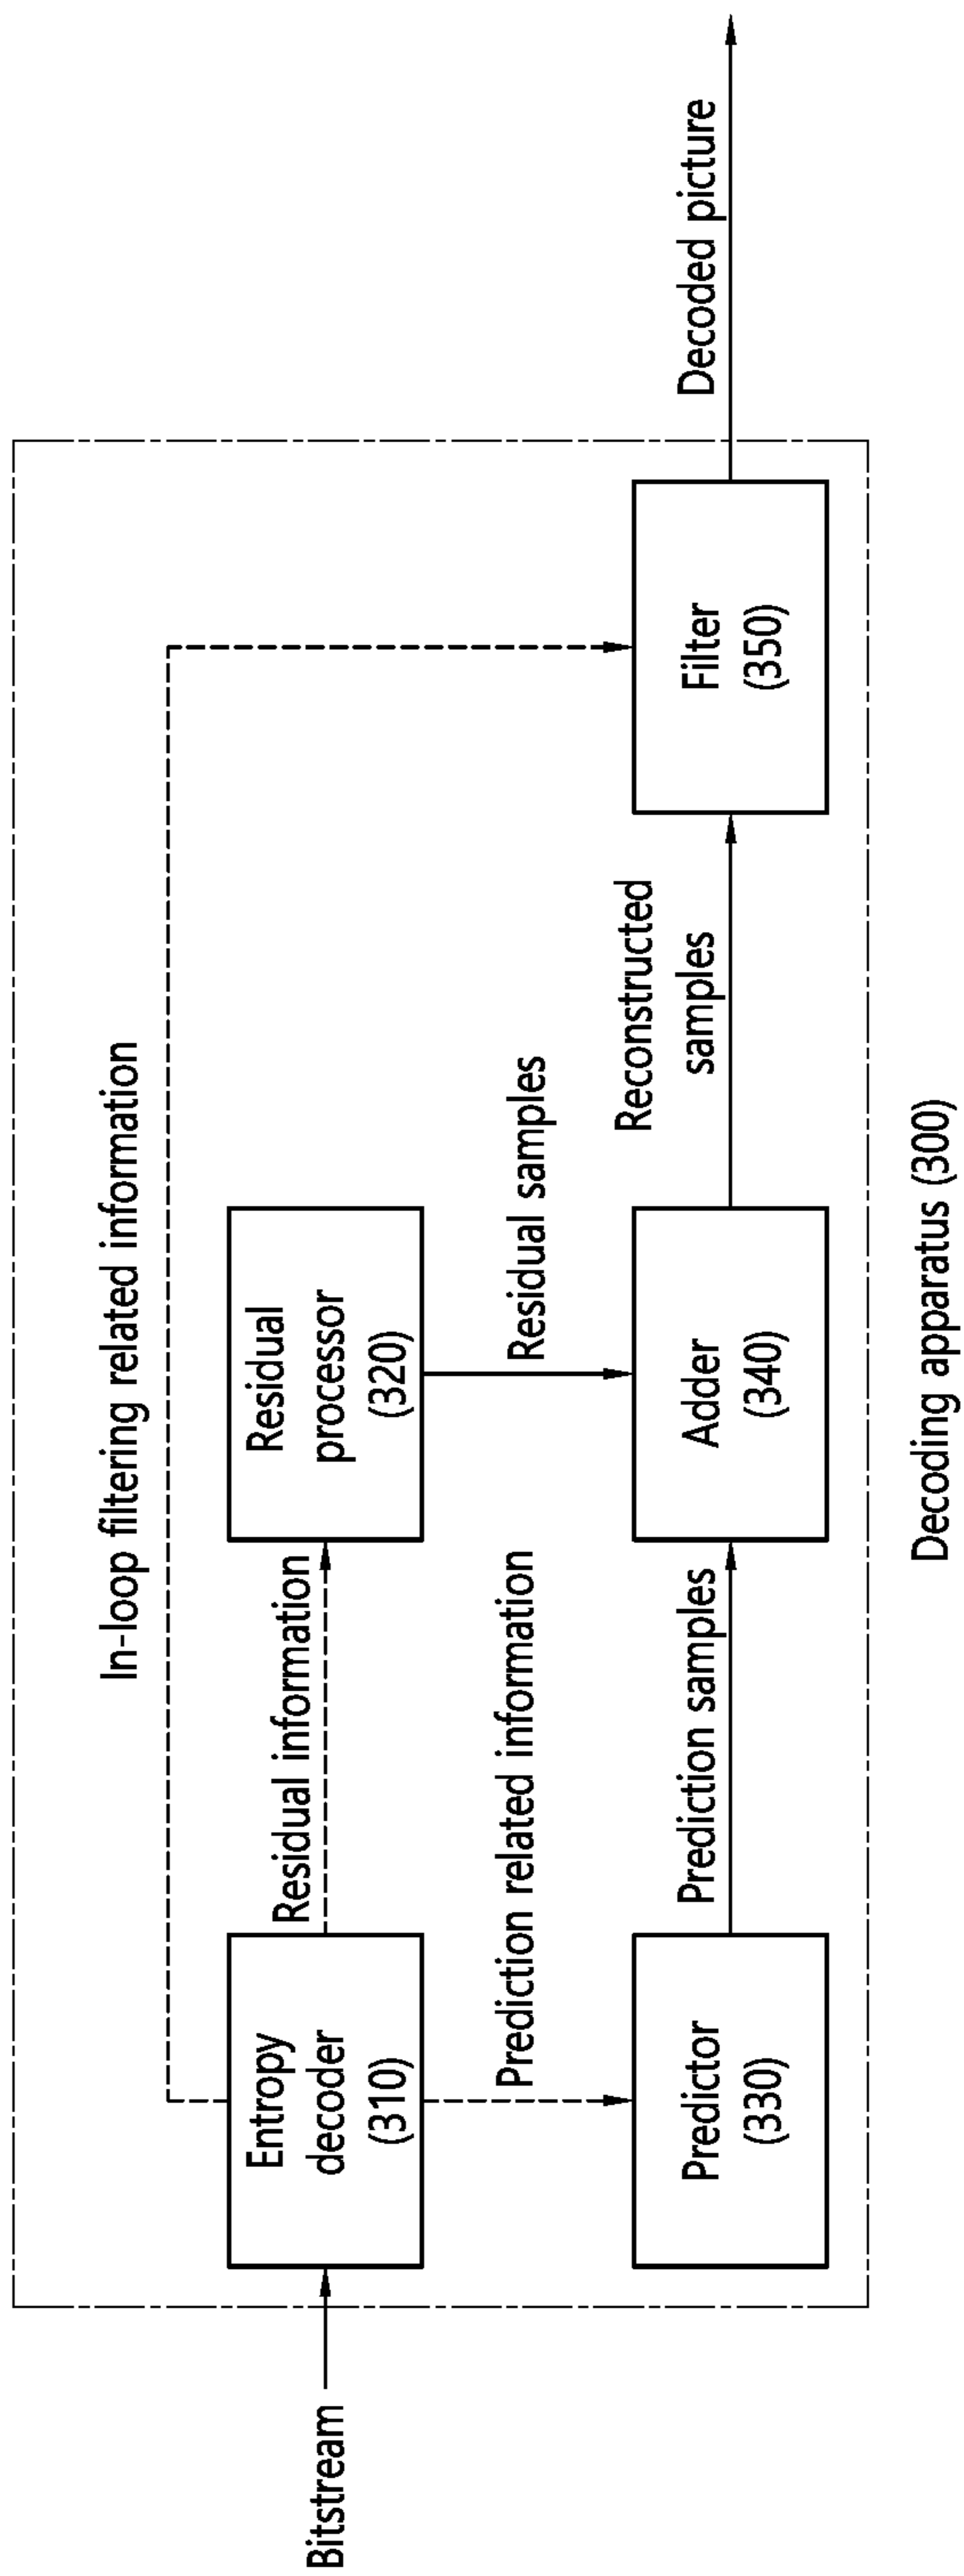 In-loop filtering related information
Bitstream
Entropy
decoder
(310)
Residual information
Residual
processor
(320)
Prediction related information
Residual samples
Predictor
(330)
Prediction samples
Adder
(340)
Reconstructed
samples
Filter
(350)
Decoded picture
Decoding apparatus (300)